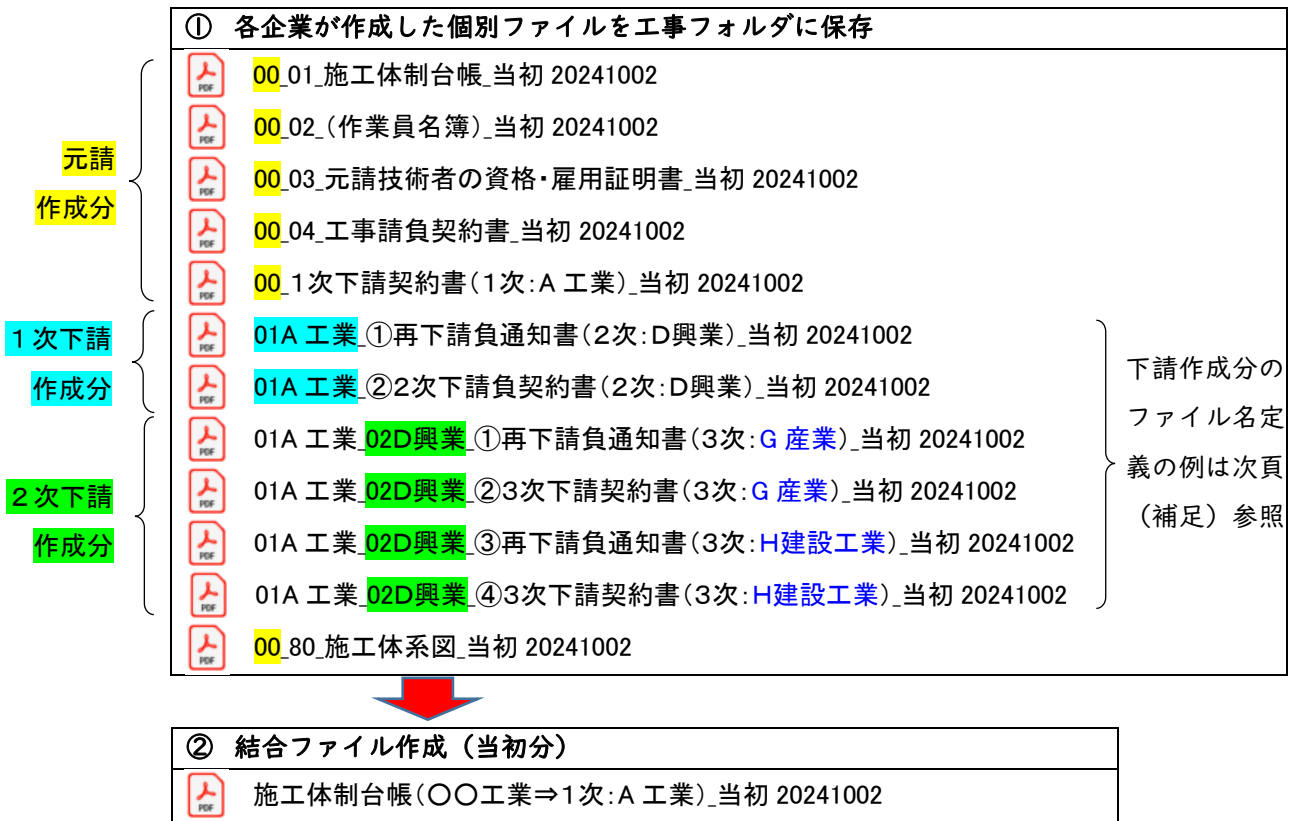 ① 各企業が作成した個別ファイルを工事フォルダに保存
元請
作成分
PDF 00_01_施工体制台帳_当初 20241002
PDF 00_02_(作業員名簿)_当初 20241002
PDF 00_03_元請技術者の資格・雇用証明書_当初 20241002
PDF 00_04_工事請負契約書_当初 20241002
PDF 00_1次下請契約書(1次:A 工業)_当初 20241002
1次下請
作成分
PDF 01A 工業_①再下請負通知書(2次:D興業)_当初 20241002
PDF 01A 工業_②2次下請負契約書(2次:D興業)_当初 20241002
2次下請
作成分
PDF 01A 工業_02D興業_①再下請負通知書(3次:G 産業)_当初 20241002
PDF 01A 工業_02D興業_②3次下請契約書(3次:G 産業)_当初 20241002
PDF 01A 工業_02D興業_③再下請負通知書(3次:H建設工業)_当初 20241002
PDF 01A 工業_02D興業_④3次下請契約書(3次:H建設工業)_当初 20241002
下請作成分の
ファイル名定
義の例は次頁
(補足)参照
PDF 00_80_施工体系図_当初 20241002
② 結合ファイル作成(当初分)
PDF 施工体制台帳(〇〇工業⇒1次:A 工業)_当初 20241002